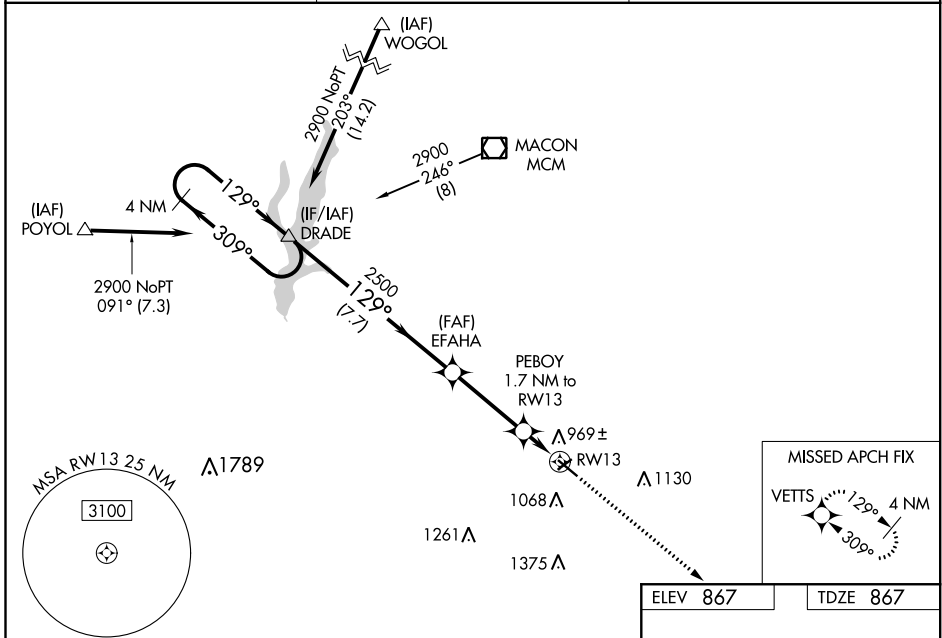 (IAF)
WOGOL
2900 NoPT
203°
(14.2)
2900
246°
(8)
MACON
MCM
4 NM
129°
309°
(IF/IAF)
DRADE
(IAF)
POYOL
2900 NoPT
091° (7.3)
2500
129°
(7.7)
(FAF)
EFAHA
PEBOY
1.7 NM to
RW13
969±
RW13
1130
1068
1261
1375
1789
MSA RW13 25 NM
3100
MISSED APCH FIX
VETTS
129°
4 NM
309°
ELEV 867
TDZE 867